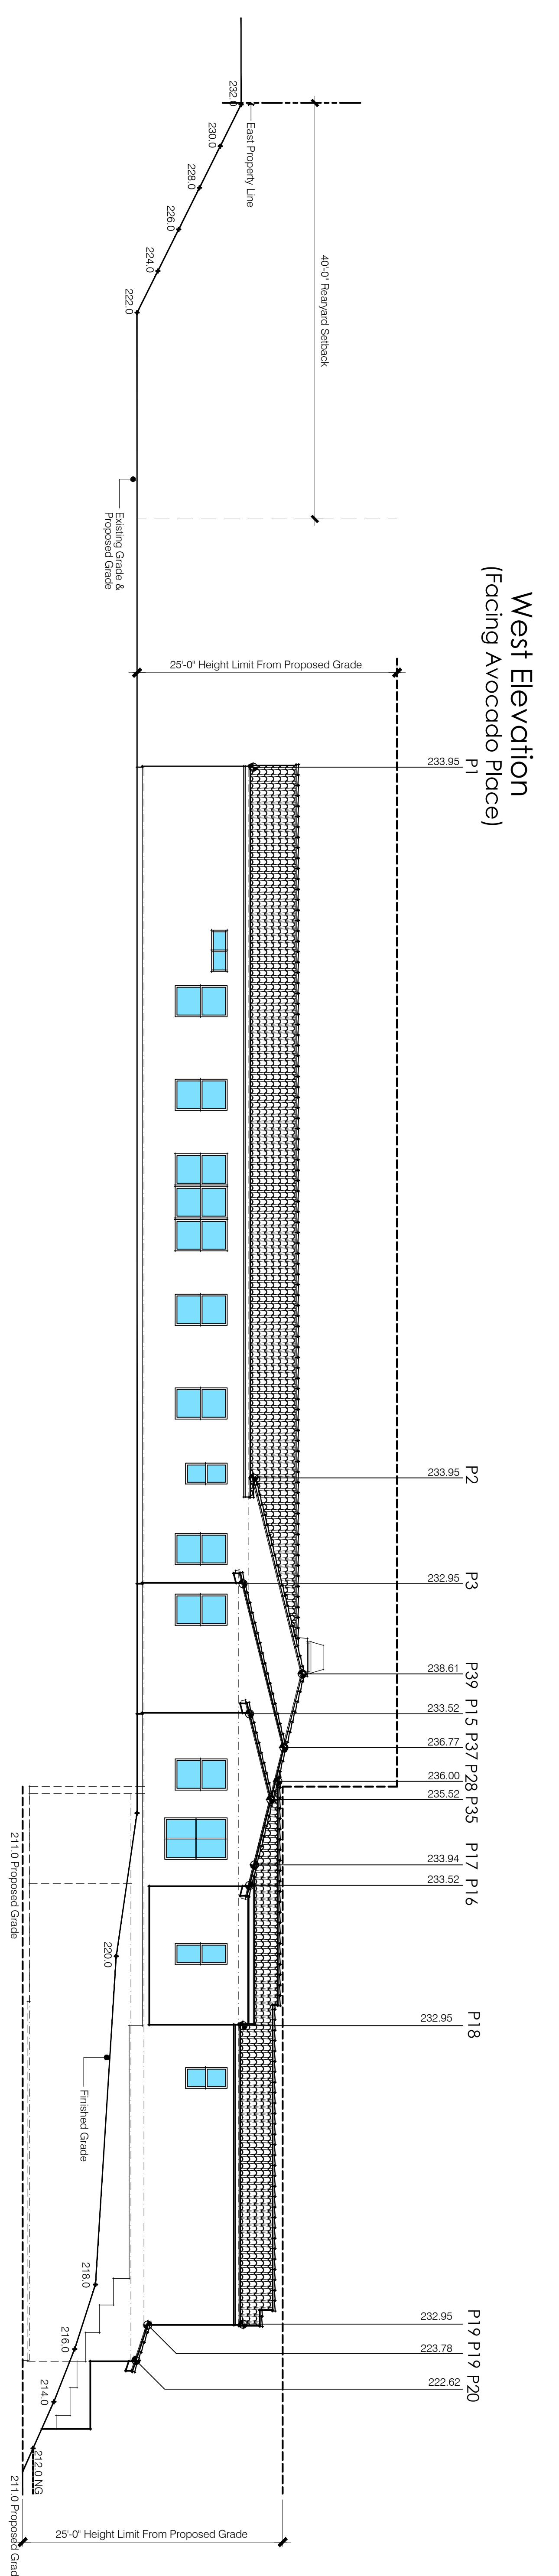 West Elevation
(Facing Avocado Place)
P1
P2
P3
P39
P15
P37
P28
P35
P17
P16
P18
P19
P19
P20
233.95
233.95
232.95
238.61
233.52
236.77
236.00
235.52
233.94
233.52
232.95
232.95
223.78
222.62
40'-0" Rearyard Setback
East Property Line
232.0
230.0
228.0
226.0
224.0
222.0
Existing Grade &
Proposed Grade
25'-0" Height Limit From Proposed Grade
211.0 Proposed Grade
220.0
Finished Grade
218.0
216.0
214.0
212.0 NG
211.0 Proposed Grad
25'-0" Height Limit From Proposed Grade